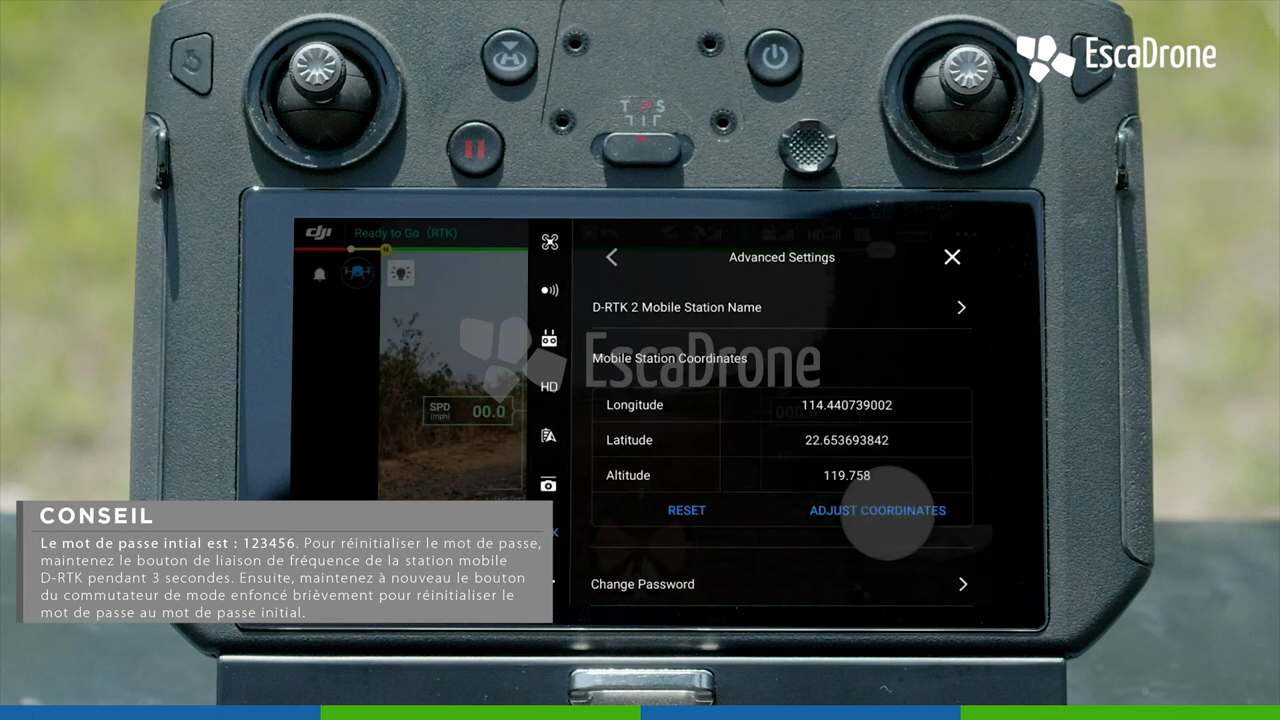 EscaDrone
T P S
dji
Ready to Go (RTK)
Advanced Settings
D-RTK 2 Mobile Station Name
EscaDrone
Mobile Station Coordinates
HD
Longitude 114.440739002
SPD 00.0
(mph)
Latitude 22.653693842
Altitude 119.758
RESET ADJUST COORDINATES
Change Password
CONSEIL
Le mot de passe intial est : 123456. Pour réinitialiser le mot de passe,
maintenez le bouton de liaison de fréquence de la station mobile
D-RTK pendant 3 secondes. Ensuite, maintenez à nouveau le bouton
du commutateur de mode enfoncé brièvement pour réinitialiser le
mot de passe au mot de passe initial.